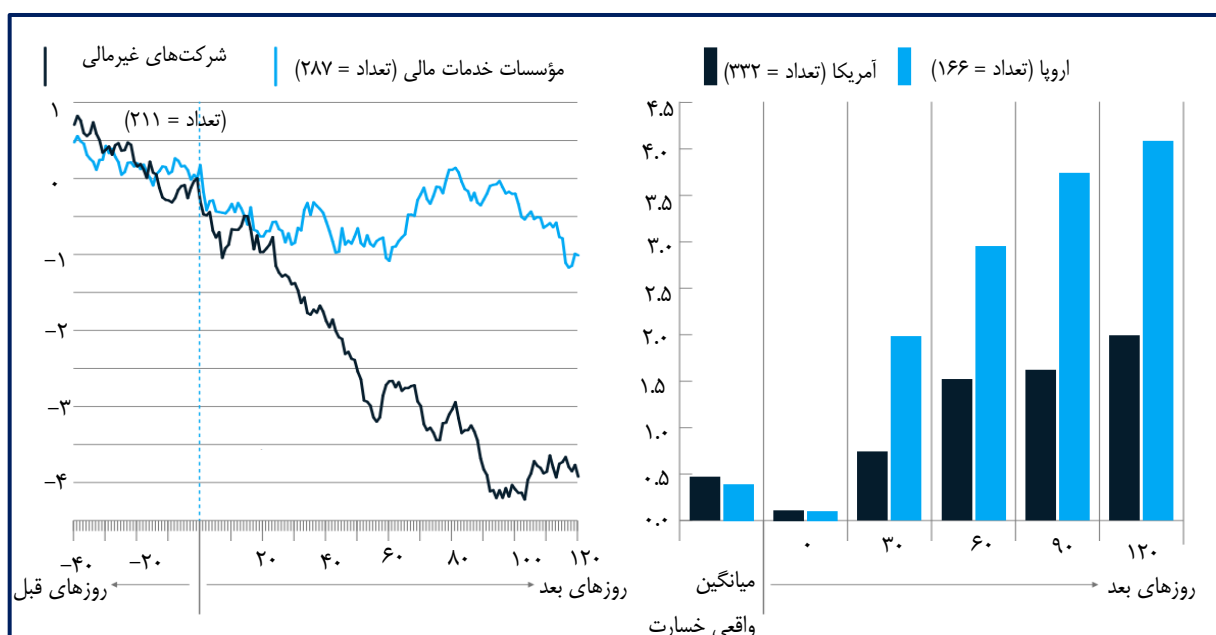 شرکت‌های غیرمالی
(تعداد = ۲۱۱)
مؤسسات خدمات مالی (تعداد = ۲۸۷)
۱
۰
−۱
−۲
−۳
−۴
−۴۰ −۲۰ ۲۰ ۴۰ ۶۰ ۸۰ ۱۰۰ ۱۲۰
روزهای قبل
روزهای بعد
آمریکا (تعداد = ۳۳۲)
اروپا (تعداد = ۱۶۶)
۴.۵
۴.۰
۳.۵
۳.۰
۲.۵
۲.۰
۱.۵
۱.۰
۰.۵
۰.۰
۰ ۳۰ ۶۰ ۹۰ ۱۲۰
میانگین
واقعی خسارت
روزهای بعد